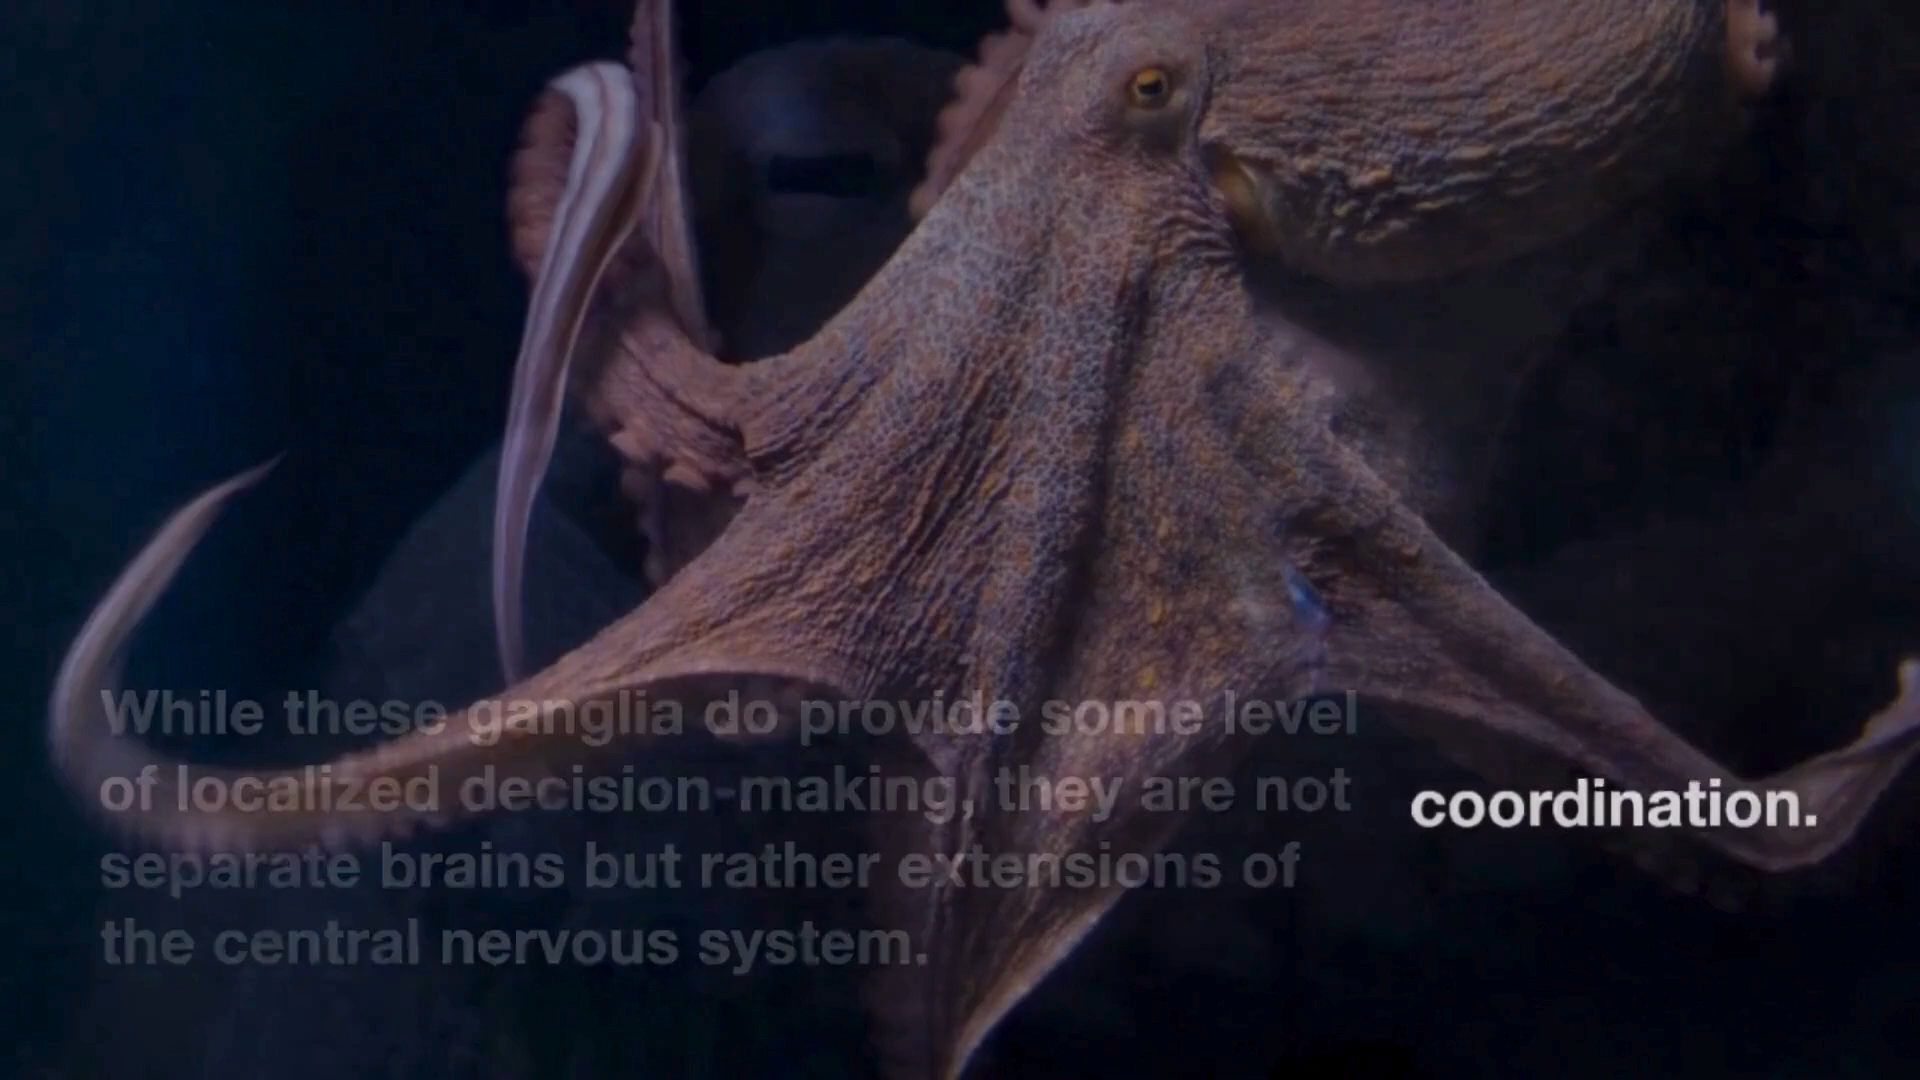 While these ganglia do provide some level
of localized decision-making, they are not
separate brains but rather extensions of
the central nervous system.
coordination.